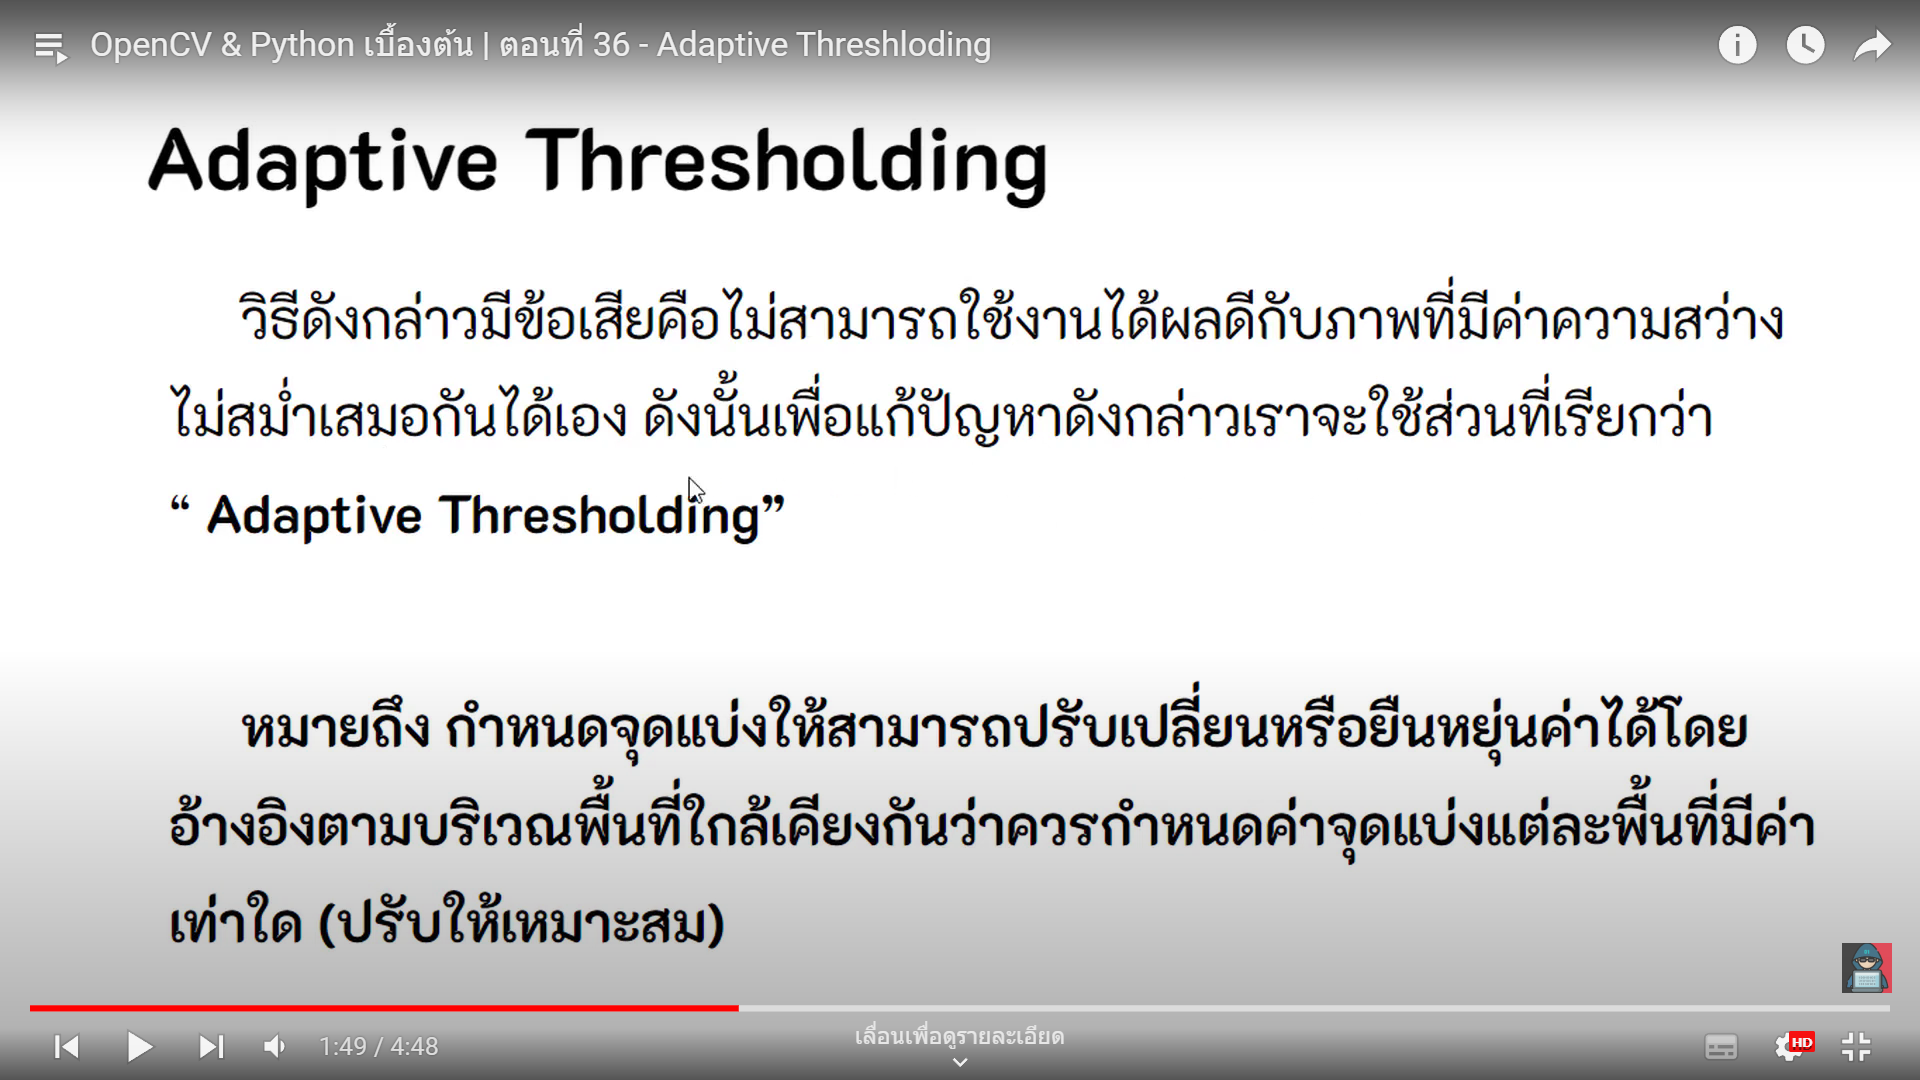 OpenCV & Python เบื้องต้น | ตอนที่ 36 - Adaptive Threshloding
Adaptive Thresholding
วิธีดังกล่าวมีข้อเสียคือไม่สามารถใช้งานได้ผลดีกับภาพที่มีค่าความสว่าง
ไม่สม่ำเสมอกันได้เอง ดังนั้นเพื่อแก้ปัญหาดังกล่าวเราจะใช้ส่วนที่เรียกว่า
“ Adaptive Thresholding”
หมายถึง กำหนดจุดแบ่งให้สามารถปรับเปลี่ยนหรือยืนหยุ่นค่าได้โดย
อ้างอิงตามบริเวณพื้นที่ใกล้เคียงกันว่าควรกำหนดค่าจุดแบ่งแต่ละพื้นที่มีค่า
เท่าใด (ปรับให้เหมาะสม)
1:49 / 4:48
เลื่อนเพื่อดูรายละเอียด
HD